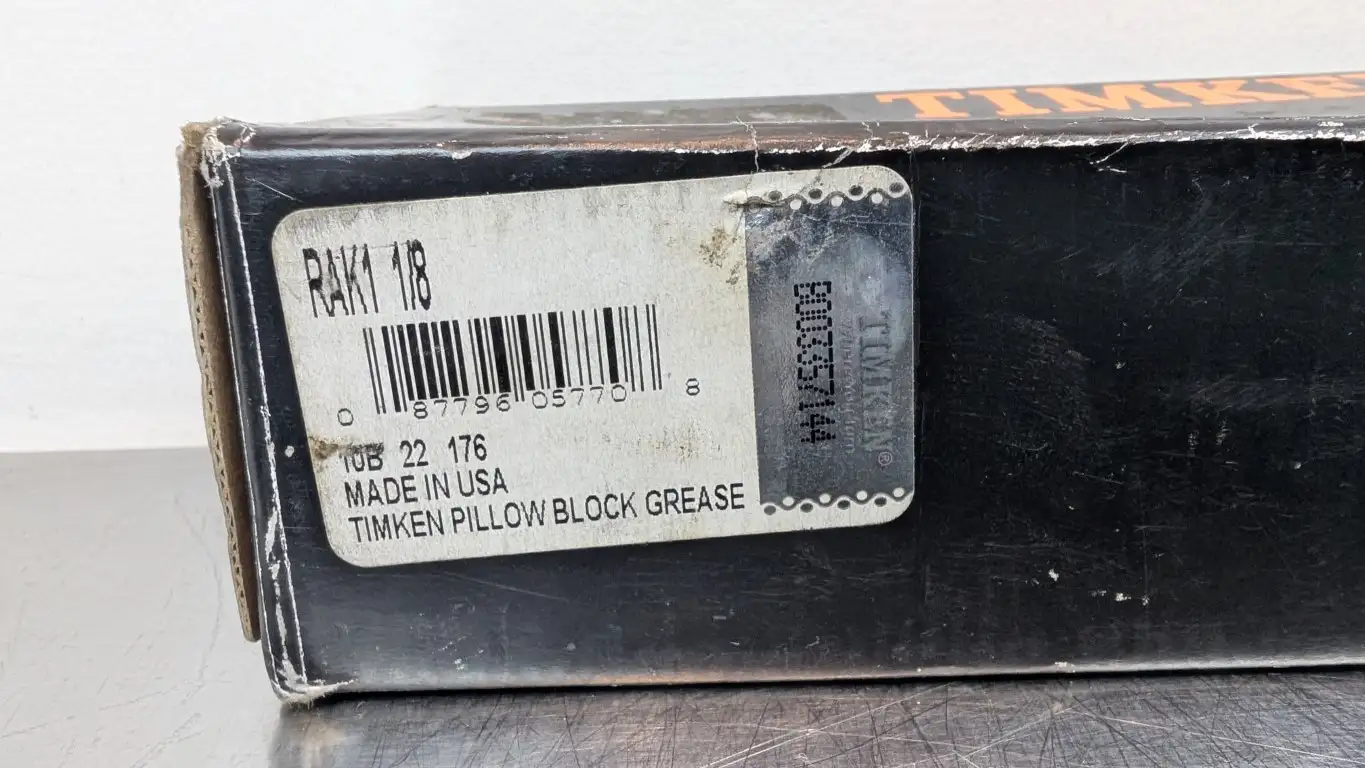 TIMKEN
RAK1 1/8
0 87796 05770 8
10B 22 176
MADE IN USA
TIMKEN PILLOW BLOCK GREASE
TIMKEN®